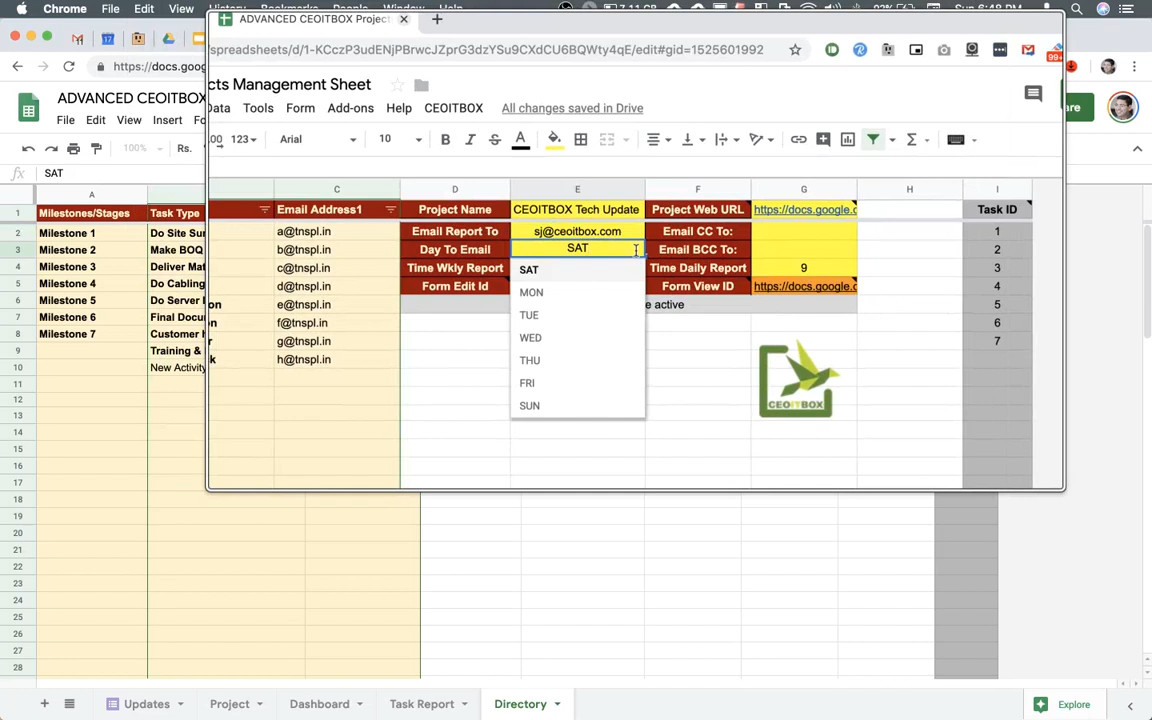 Chrome File Edit View
ADVANCED CEOITBOX Project
spreadsheets/d/1-KCczP3udENjPBrwcJZprG3dzYSu9CXdCU6BQWty4qE/edit#gid=1525601992
99+
https://docs.goog
ADVANCED CEOITBOX
File Edit View Insert
cts Management Sheet
Data Tools Form Add-ons Help CEOITBOX All changes saved in Drive
100% Rs.
.00 123 Arial 10
fx SAT
A
C D E F G H I
1 Milestones/Stages Task Type
Email Address1 Project Name CEOITBOX Tech Update Project Web URL https://docs.google.c Task ID
2 Milestone 1 Do Site Sur
a@tnspl.in Email Report To sj@ceoitbox.com Email CC To: 1
3 Milestone 2 Make BOQ
b@tnspl.in Day To Email SAT Email BCC To: 2
4 Milestone 3 Deliver Mat
c@tnspl.in Time Wkly Report SAT Time Daily Report 9 3
5 Milestone 4 Do Cabling
d@tnspl.in Form Edit Id MON Form View ID https://docs.google.c 4
6 Milestone 5 Do Server
on e@tnspl.in TUE e active 5
7 Milestone 6 Final Docum
n f@tnspl.in WED 6
8 Milestone 7 Customer
r g@tnspl.in 7
9 Training &
k h@tnspl.in THU
10 New Activity
FRI
SUN
CEOITBOX
11
12
13
14
15
16
17
18
19
20
21
22
23
24
25
26
27
28
Updates Project Dashboard Task Report Directory Explore